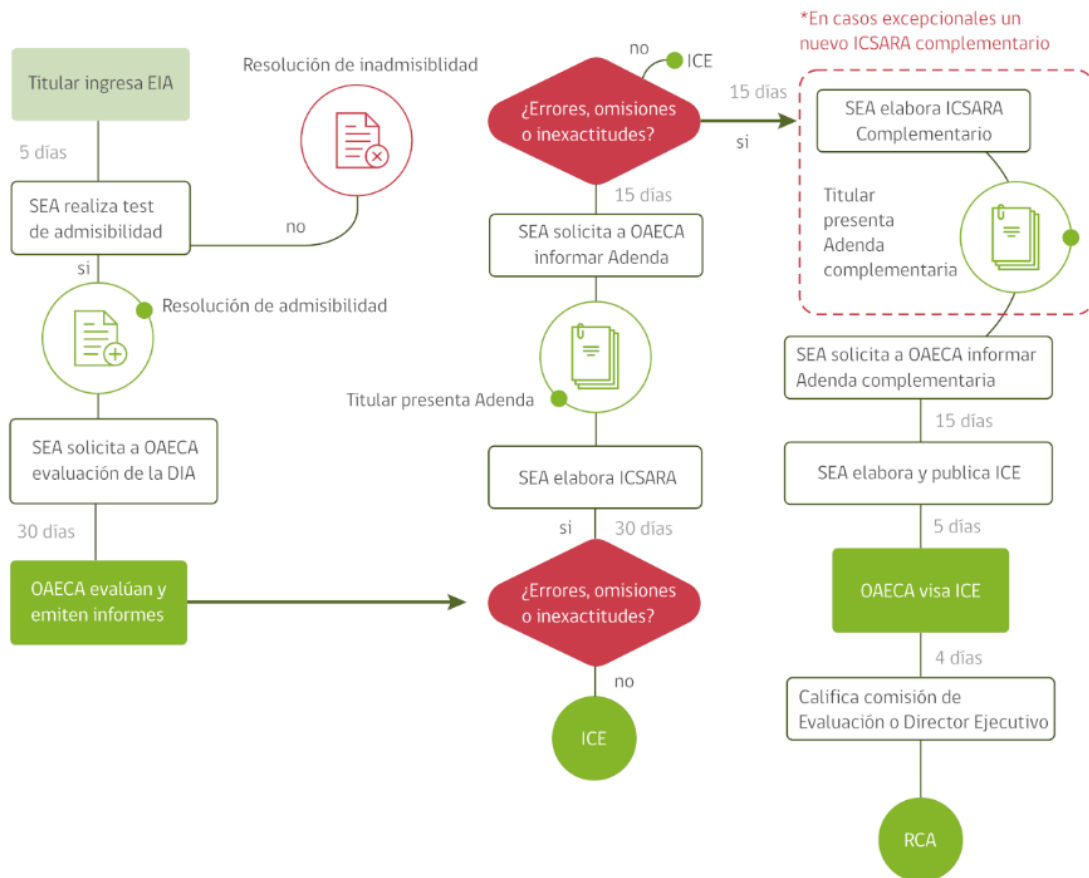 Titular ingresa EIA
5 días
SEA realiza test
de admisibilidad
no
Resolución de inadmisiblidad
si
Resolución de admisibilidad
SEA solicita a OAECA
evaluación de la DIA
30 días
OAECA evalúan y
emiten informes
¿Errores, omisiones
o inexactitudes?
no
ICE
si
30 días
SEA elabora ICSARA
Titular presenta Adenda
SEA solicita a OAECA
informar Adenda
15 días
¿Errores, omisiones
o inexactitudes?
no
ICE
15 días
si
*En casos excepcionales un
nuevo ICSARA complementario
SEA elabora ICSARA
Complementario
Titular
presenta
Adenda
complementaria
SEA solicita a OAECA informar
Adenda complementaria
15 días
SEA elabora y publica ICE
5 días
OAECA visa ICE
4 días
Califica comisión de
Evaluación o Director Ejecutivo
RCA